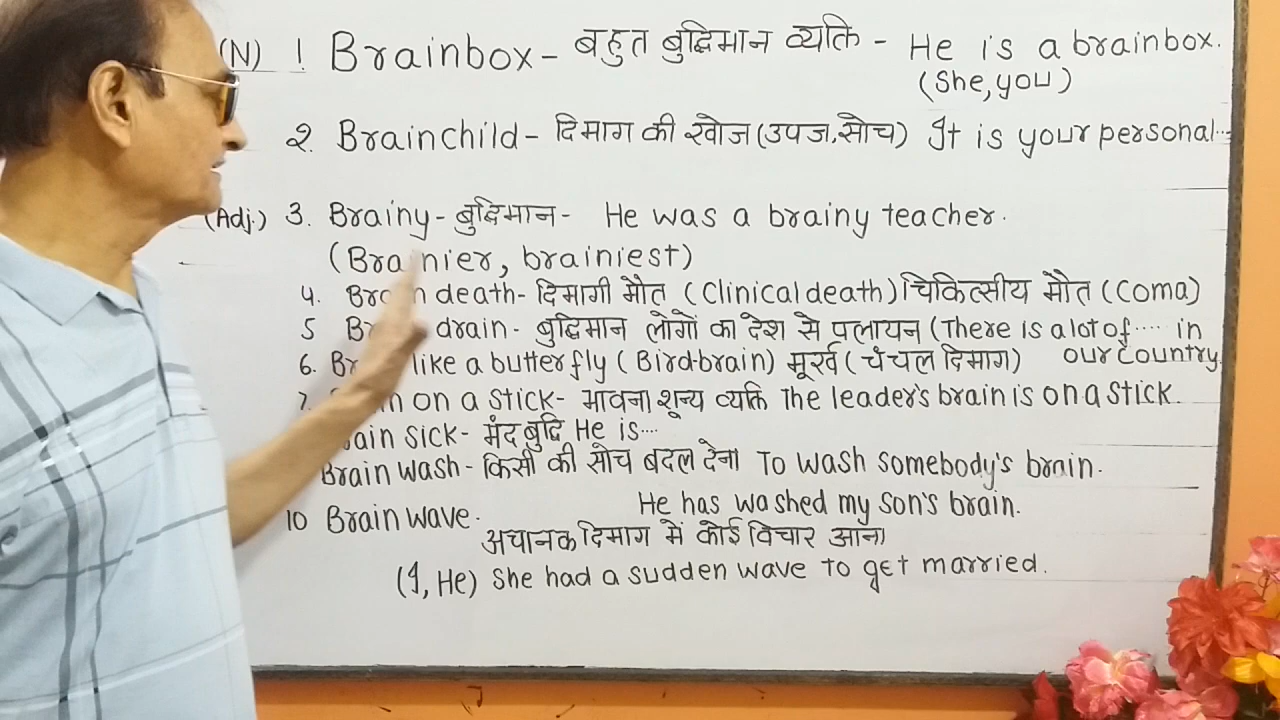 (N) 1 Brainbox - बहुत बुद्धिमान व्यक्ति - He is a brainbox.
(She, you)
2. Brainchild - दिमाग की खोज (उपज, सोच) It is your personal...
(Adj.) 3. Brainy - बुद्धिमान - He was a brainy teacher.
(Brainier, brainiest)
4. death - दिमागी मौत (Clinical death) चिकित्सीय मौत (Coma)
5 drain - बुद्धिमान लोगों का देश से पलायन (There is a lot of .... in
6. like a butterfly (Bird-brain) मूर्ख (चंचल दिमाग) our country.
7. on a stick - भावना शून्य व्यक्ति The leader's brain is on a stick.
sick - मंद बुद्दि He is ....
Brain wash - किसी की सोच बदल देना To wash somebody's brain.
He has washed my son's brain.
10 Brain wave.
अचानक दिमाग में कोई विचार आना
(I, He) She had a sudden wave to get married.